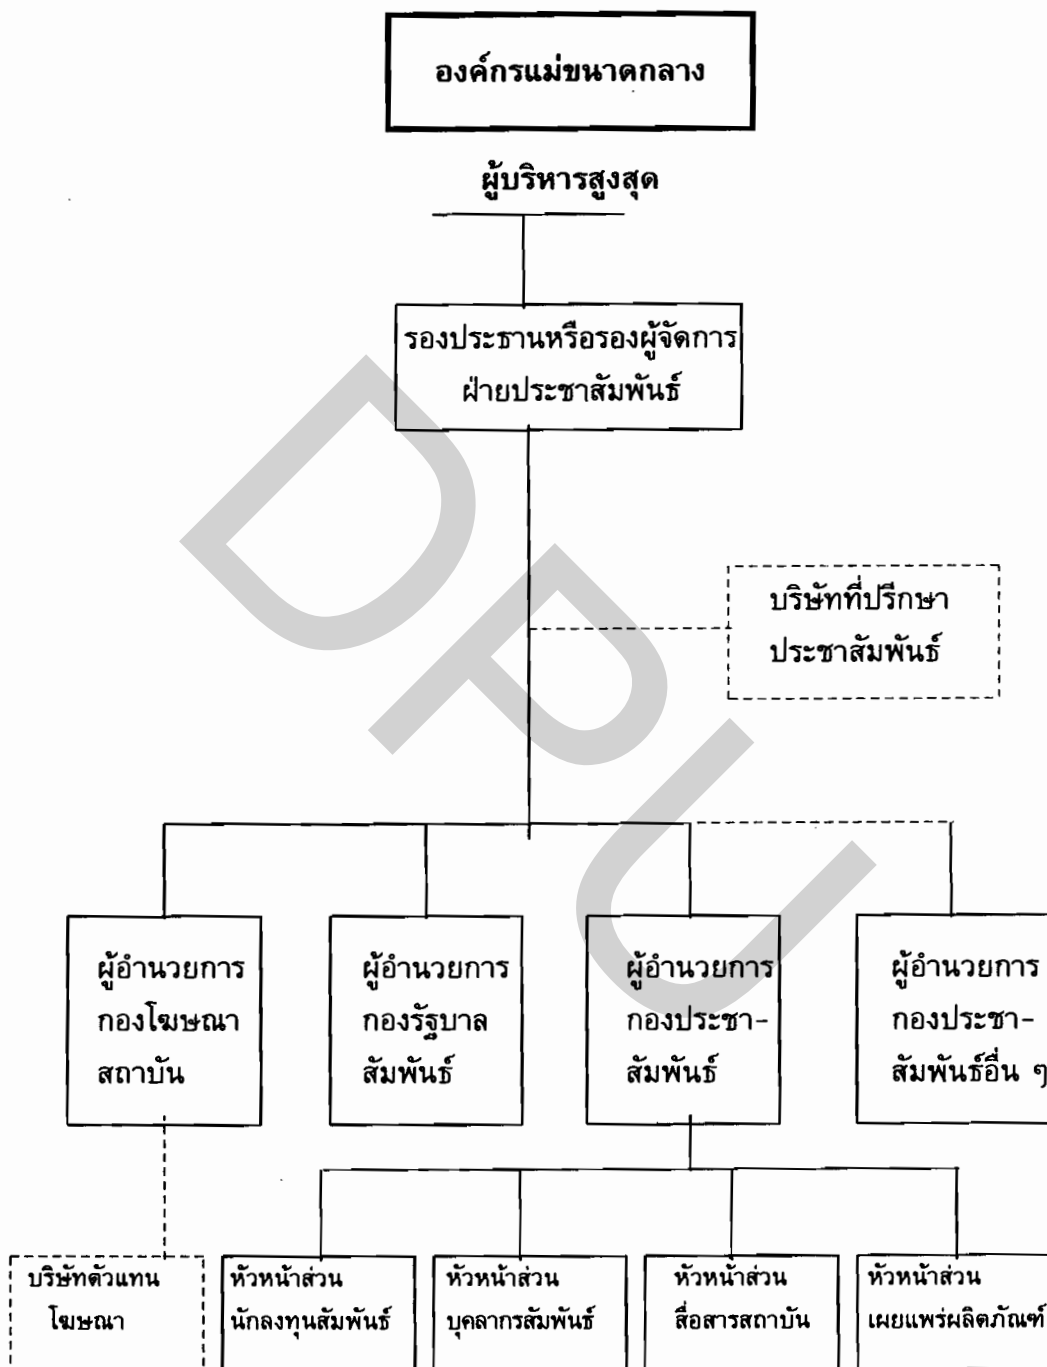 องค์กรแม่ขนาดกลาง
ผู้บริหารสูงสุด
รองประธานหรือรองผู้จัดการ
ฝ่ายประชาสัมพันธ์
บริษัทที่ปรึกษา
ประชาสัมพันธ์
ผู้อำนวยการ
กองโฆษณา
สถาบัน
ผู้อำนวยการ
กองรัฐบาล
สัมพันธ์
ผู้อำนวยการ
กองประชา-
สัมพันธ์
ผู้อำนวยการ
กองประชา-
สัมพันธ์อื่น ๆ
บริษัทตัวแทน
โฆษณา
หัวหน้าส่วน
นักลงทุนสัมพันธ์
หัวหน้าส่วน
บุคลากรสัมพันธ์
หัวหน้าส่วน
สื่อสารสถาบัน
หัวหน้าส่วน
เผยแพร่ผลิตภัณฑ์
DPU